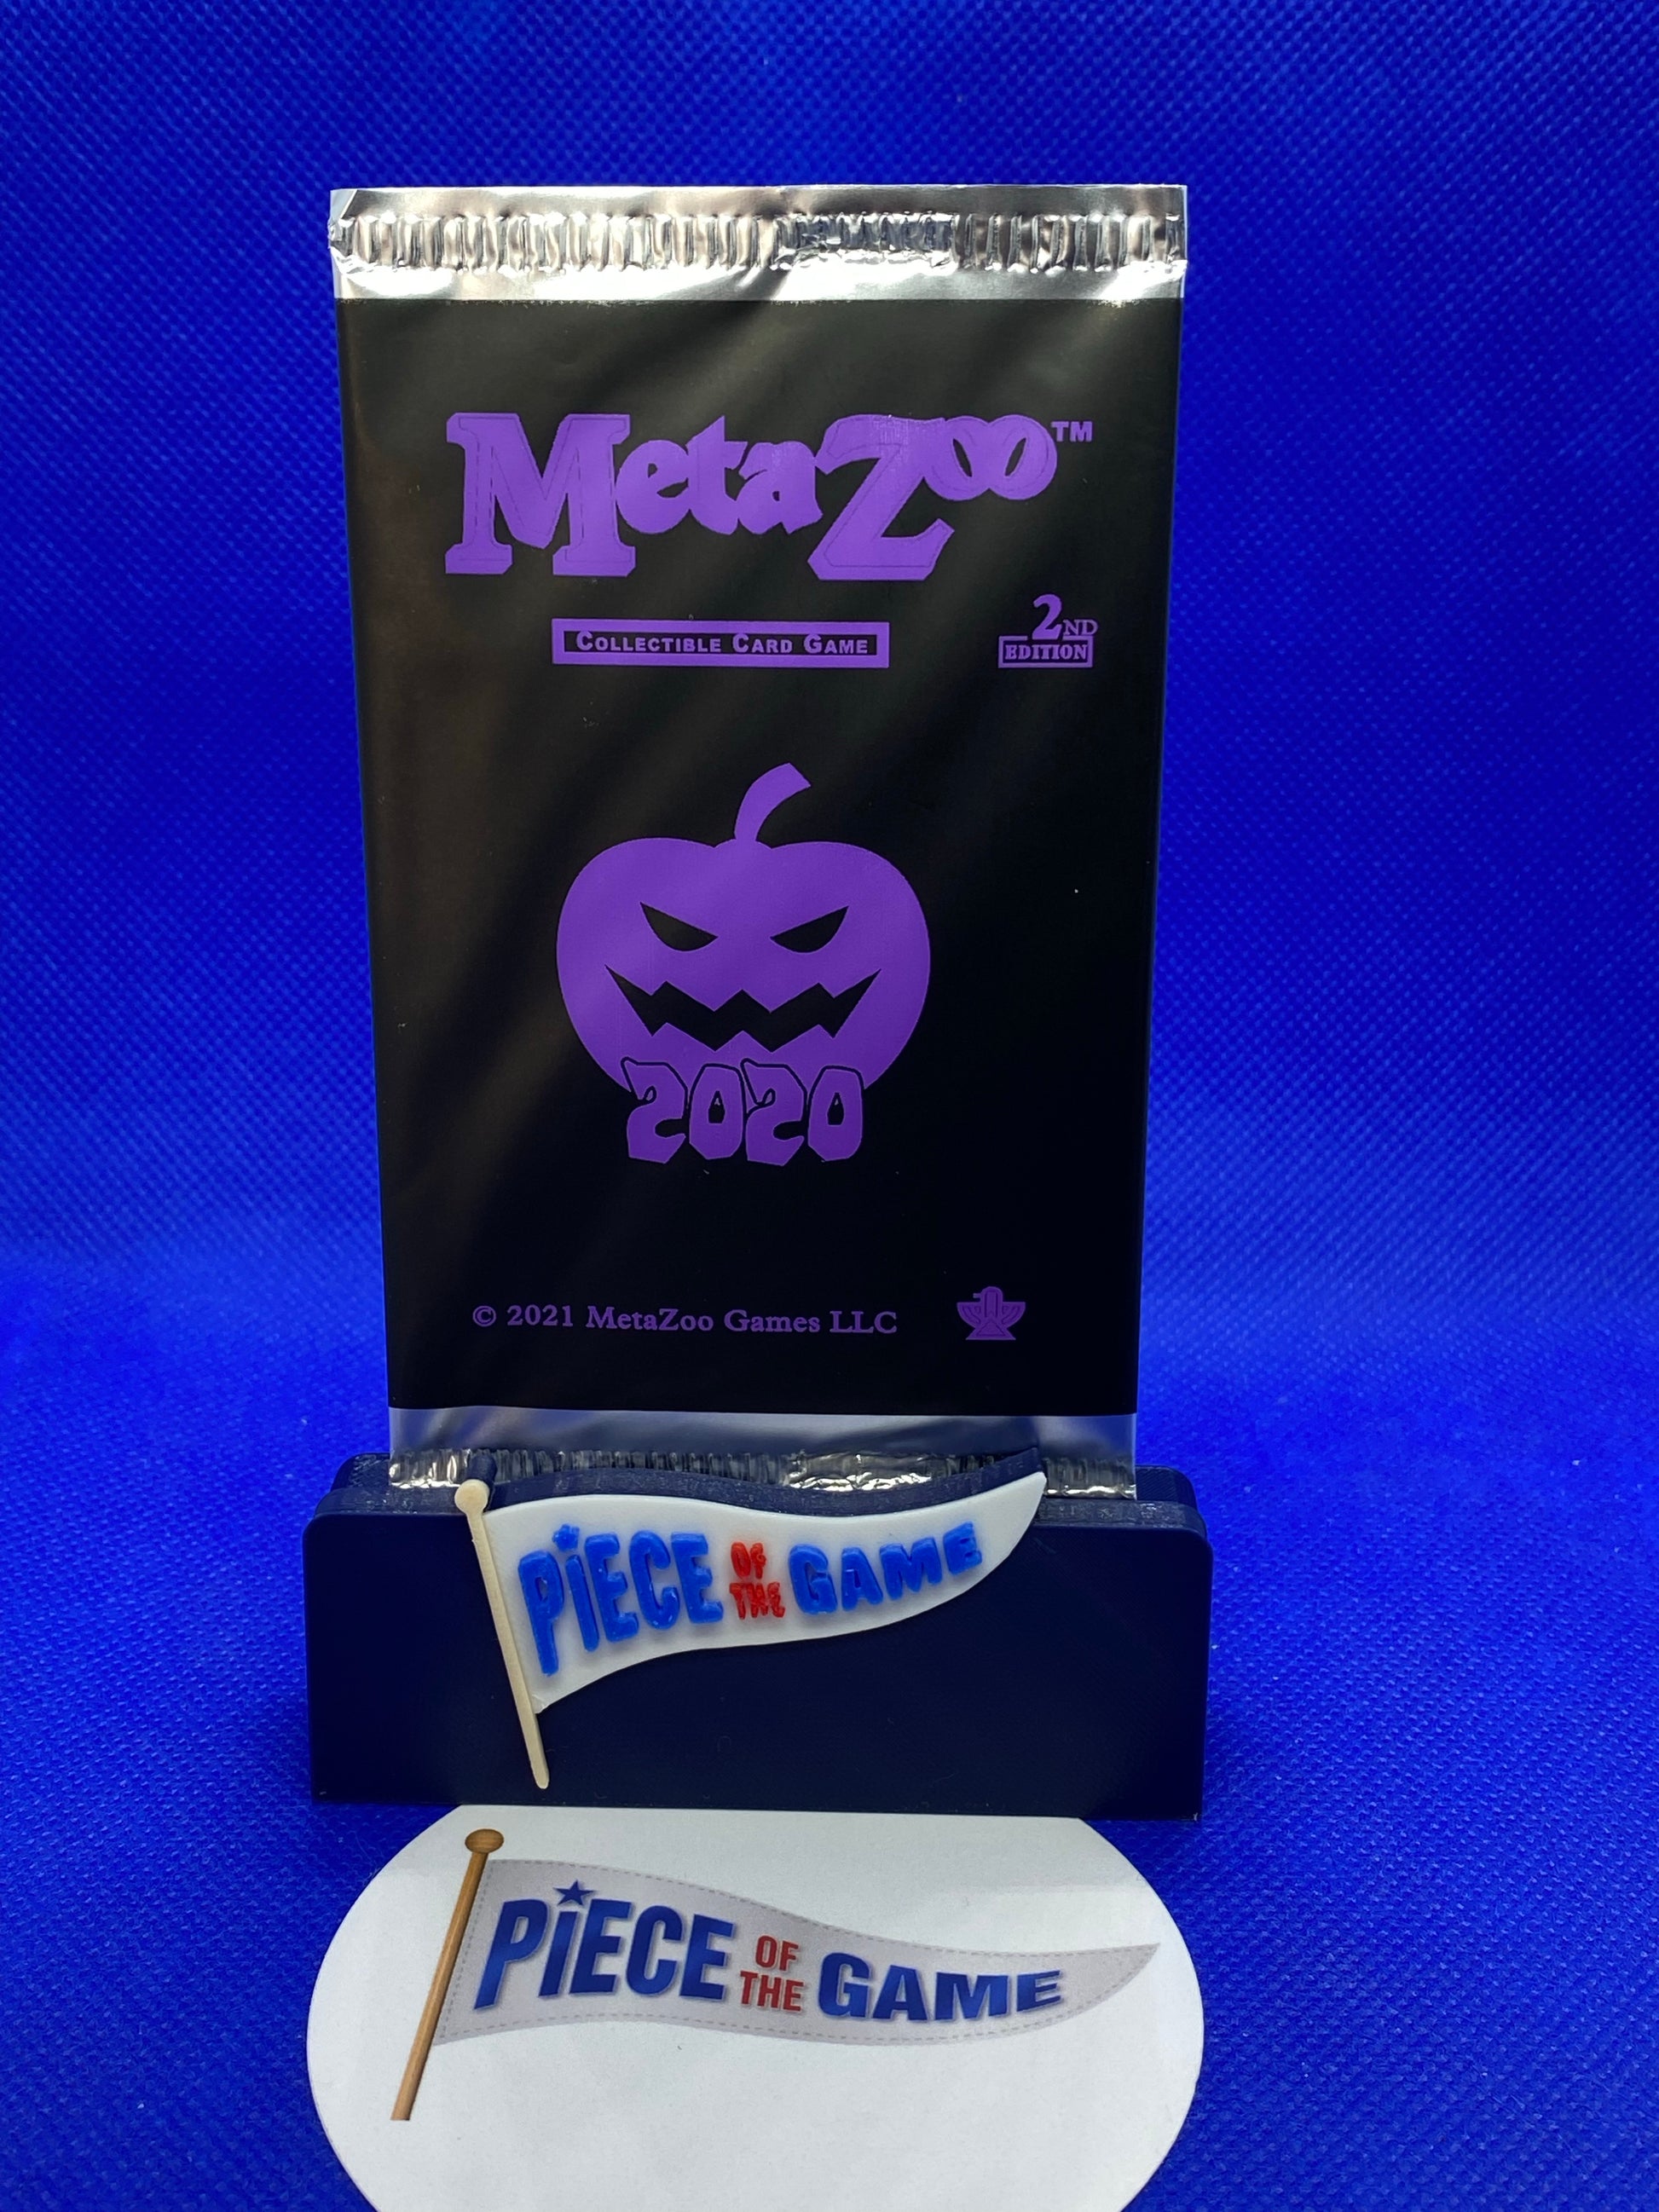 MetaZoo™
COLLECTIBLE CARD GAME
2ND
EDITION
2020
© 2021 MetaZoo Games LLC
PiECE OF THE GAME
PiECE OF THE GAME